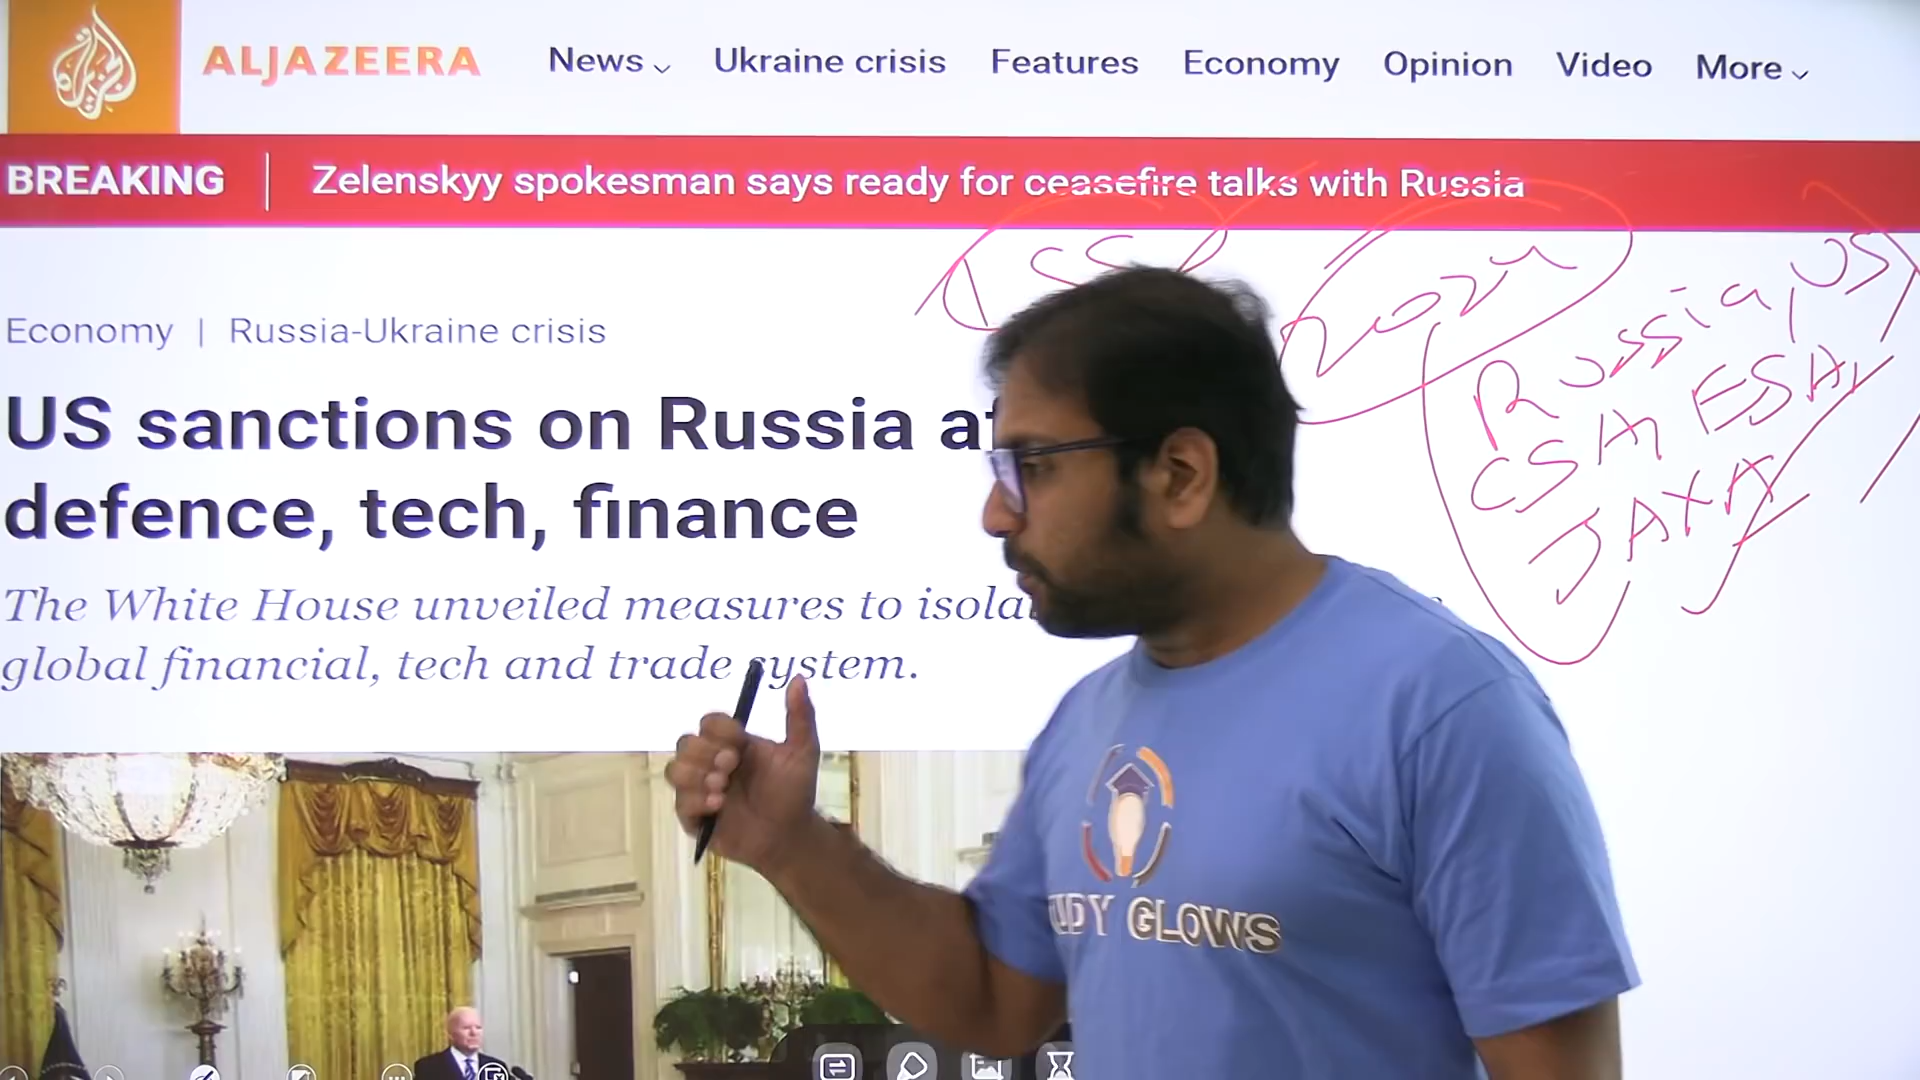 ALJAZEERA News Ukraine crisis Features Economy Opinion Video More
BREAKING | Zelenskyy spokesman says ready for ceasefire talks with Russia
ISS
Russia, US
CSA, ESA,
JAXA
Economy | Russia-Ukraine crisis
US sanctions on Russia
defence, tech, finance
The White House unveiled measures to
global financial, tech and trade system.
GLOWS